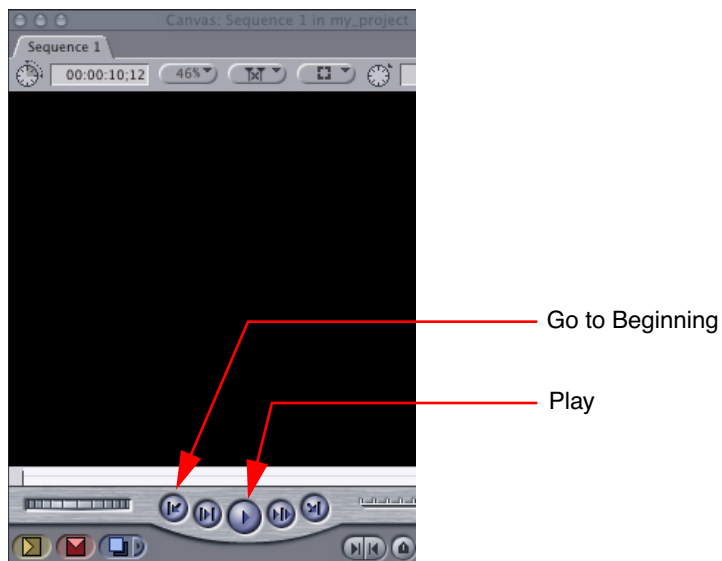 Canvas: Sequence 1 in my_project
Sequence 1
00:00:10;12
46%
Go to Beginning
Play